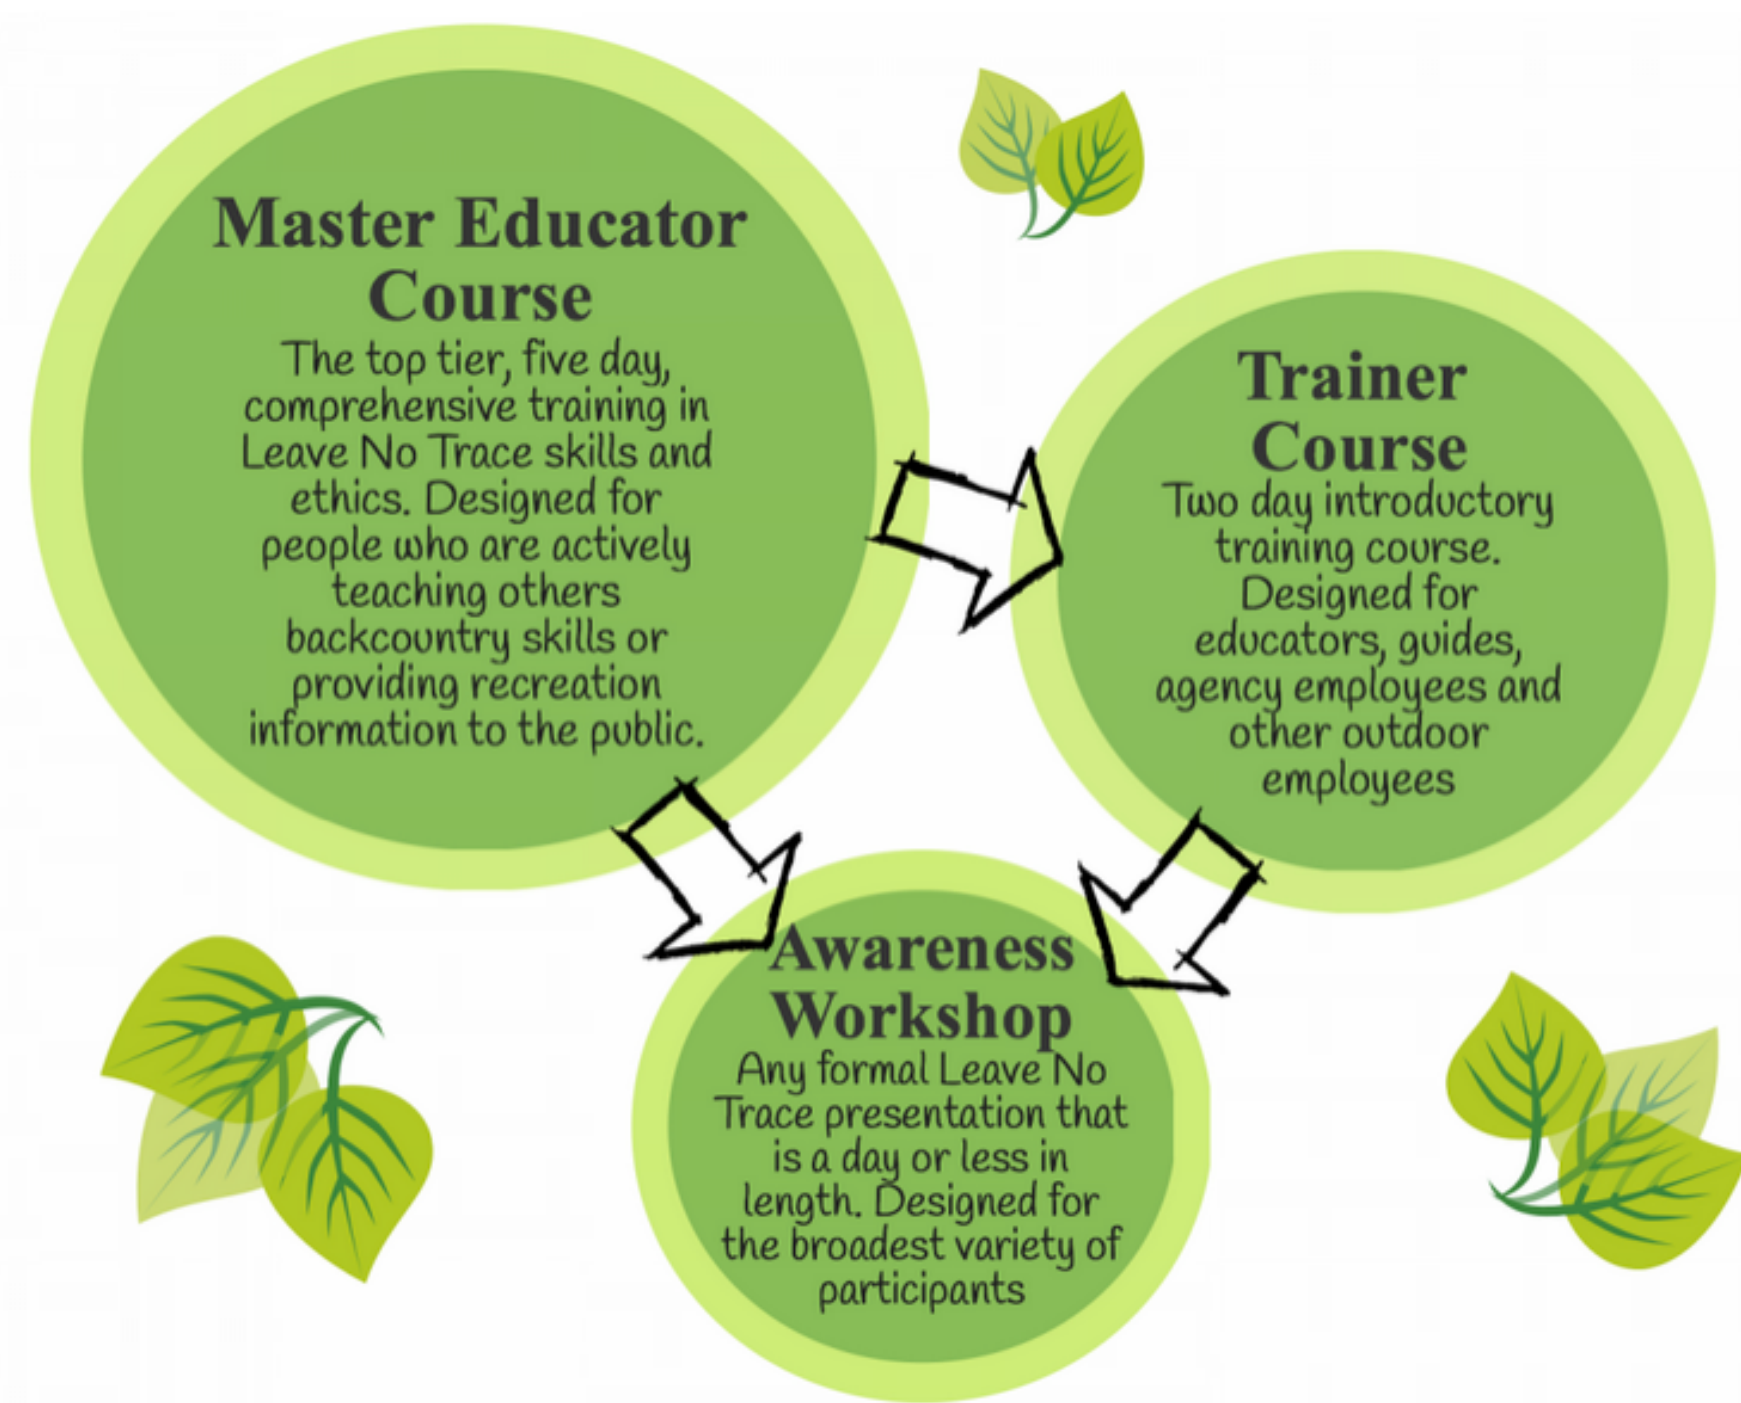 Master Educator
Course
The top tier, five day,
comprehensive training in
Leave No Trace skills and
ethics. Designed for
people who are actively
teaching others
backcountry skills or
providing recreation
information to the public.
Trainer
Course
Two day introductory
training course.
Designed for
educators, guides,
agency employees and
other outdoor
employees
Awareness
Workshop
Any formal Leave No
Trace presentation that
is a day or less in
length. Designed for
the broadest variety of
participants